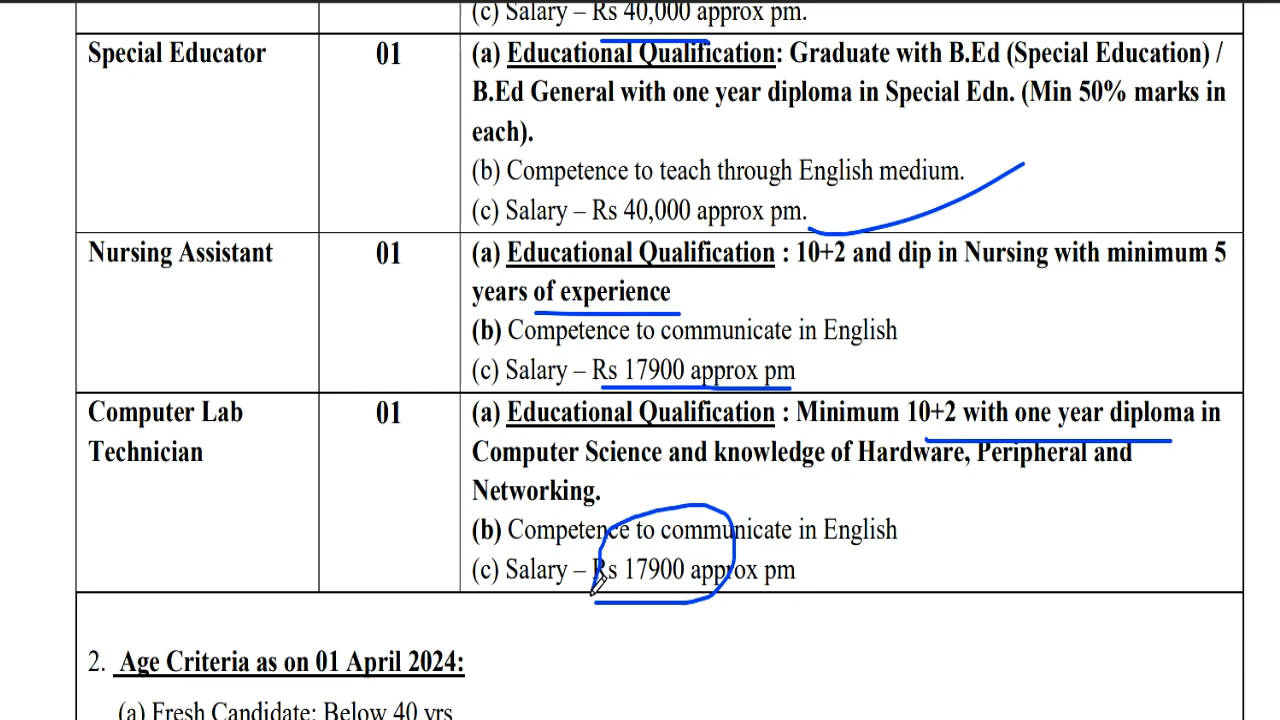 (c) Salary – Rs 40,000 approx pm.
Special Educator 01 (a) Educational Qualification: Graduate with B.Ed (Special Education) /
B.Ed General with one year diploma in Special Edn. (Min 50% marks in
each).
(b) Competence to teach through English medium.
(c) Salary – Rs 40,000 approx pm.
Nursing Assistant 01 (a) Educational Qualification : 10+2 and dip in Nursing with minimum 5
years of experience
(b) Competence to communicate in English
(c) Salary – Rs 17900 approx pm
Computer Lab 01 (a) Educational Qualification : Minimum 10+2 with one year diploma in
Technician Computer Science and knowledge of Hardware, Peripheral and
Networking.
(b) Competence to communicate in English
(c) Salary – Rs 17900 approx pm
2. Age Criteria as on 01 April 2024:
(a) Fresh Candidate: Below 40 yrs